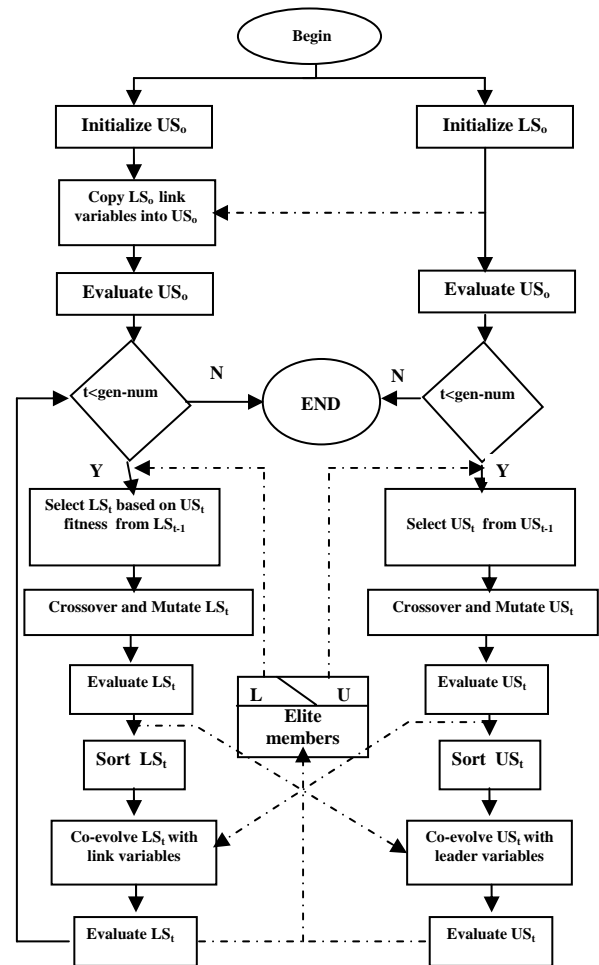 Begin
Initialize USₒ
Initialize LSₒ
Copy LSₒ link
variables into USₒ
Evaluate USₒ
Evaluate USₒ
t<gen-num
N
END
N
t<gen-num
Y
Y
Select LSₜ based on USₜ
fitness from LSₜ₋₁
Select USₜ from USₜ₋₁
Crossover and Mutate LSₜ
Crossover and Mutate USₜ
Evaluate LSₜ
Evaluate USₜ
L U
Elite
members
Sort LSₜ
Sort USₜ
Co-evolve LSₜ with
link variables
Co-evolve USₜ with
leader variables
Evaluate LSₜ
Evaluate USₜ